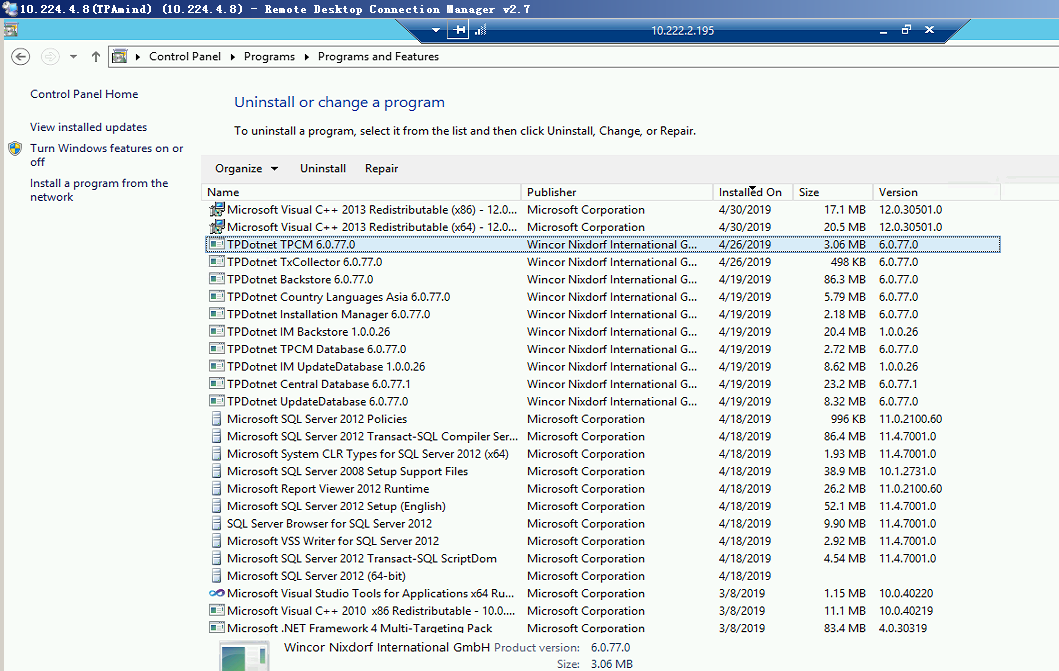 10.224.4.8(TPAmind) (10.224.4.8) - Remote Desktop Connection Manager v2.7
10.222.2.195
Control Panel Programs Programs and Features
Control Panel Home
View installed updates
Turn Windows features on or
off
Install a program from the
network
Uninstall or change a program
To uninstall a program, select it from the list and then click Uninstall, Change, or Repair.
Organize Uninstall Repair
Name Publisher Installed On Size Version
Microsoft Visual C++ 2013 Redistributable (x86) - 12.0... Microsoft Corporation 4/30/2019 17.1 MB 12.0.30501.0
Microsoft Visual C++ 2013 Redistributable (x64) - 12.0... Microsoft Corporation 4/30/2019 20.5 MB 12.0.30501.0
TPDotnet TPCM 6.0.77.0 Wincor Nixdorf International G... 4/26/2019 3.06 MB 6.0.77.0
TPDotnet TxCollector 6.0.77.0 Wincor Nixdorf International G... 4/26/2019 498 KB 6.0.77.0
TPDotnet Backstore 6.0.77.0 Wincor Nixdorf International G... 4/19/2019 86.3 MB 6.0.77.0
TPDotnet Country Languages Asia 6.0.77.0 Wincor Nixdorf International G... 4/19/2019 5.79 MB 6.0.77.0
TPDotnet Installation Manager 6.0.77.0 Wincor Nixdorf International G... 4/19/2019 2.18 MB 6.0.77.0
TPDotnet IM Backstore 1.0.0.26 Wincor Nixdorf International G... 4/19/2019 20.4 MB 1.0.0.26
TPDotnet TPCM Database 6.0.77.0 Wincor Nixdorf International G... 4/19/2019 2.72 MB 6.0.77.0
TPDotnet IM UpdateDatabase 1.0.0.26 Wincor Nixdorf International G... 4/19/2019 8.62 MB 1.0.0.26
TPDotnet Central Database 6.0.77.1 Wincor Nixdorf International G... 4/19/2019 23.2 MB 6.0.77.1
TPDotnet UpdateDatabase 6.0.77.0 Wincor Nixdorf International G... 4/19/2019 8.32 MB 6.0.77.0
Microsoft SQL Server 2012 Policies Microsoft Corporation 4/18/2019 996 KB 11.0.2100.60
Microsoft SQL Server 2012 Transact-SQL Compiler Ser... Microsoft Corporation 4/18/2019 86.4 MB 11.4.7001.0
Microsoft System CLR Types for SQL Server 2012 (x64) Microsoft Corporation 4/18/2019 1.93 MB 11.4.7001.0
Microsoft SQL Server 2008 Setup Support Files Microsoft Corporation 4/18/2019 38.9 MB 10.1.2731.0
Microsoft Report Viewer 2012 Runtime Microsoft Corporation 4/18/2019 26.2 MB 11.0.2100.60
Microsoft SQL Server 2012 Setup (English) Microsoft Corporation 4/18/2019 52.1 MB 11.4.7001.0
SQL Server Browser for SQL Server 2012 Microsoft Corporation 4/18/2019 9.90 MB 11.4.7001.0
Microsoft VSS Writer for SQL Server 2012 Microsoft Corporation 4/18/2019 2.92 MB 11.4.7001.0
Microsoft SQL Server 2012 Transact-SQL ScriptDom Microsoft Corporation 4/18/2019 4.54 MB 11.4.7001.0
Microsoft SQL Server 2012 (64-bit) Microsoft Corporation 4/18/2019
Microsoft Visual Studio Tools for Applications x64 Ru... Microsoft Corporation 3/8/2019 1.15 MB 10.0.40220
Microsoft Visual C++ 2010 x86 Redistributable - 10.0.... Microsoft Corporation 3/8/2019 11.1 MB 10.0.40219
Microsoft .NET Framework 4 Multi-Targeting Pack Microsoft Corporation 3/8/2019 83.4 MB 4.0.30319
Wincor Nixdorf International GmbH Product version: 6.0.77.0
Size: 3.06 MB